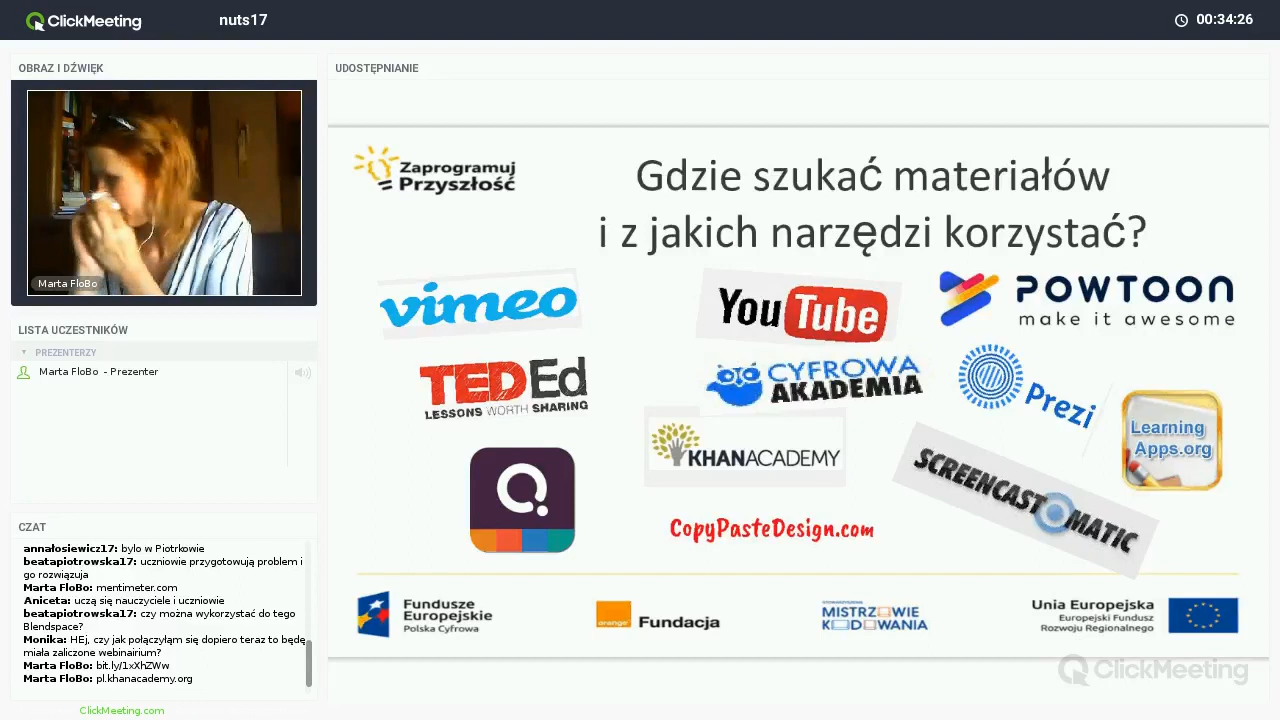 ClickMeeting
nuts17
00:34:26
OBRAZ I DŹWIĘK
Marta FloBo
LISTA UCZESTNIKÓW
PREZENTERZY
Marta FloBo - Prezenter
CZAT
annałosiewicz17: bylo w Piotrkowie
beatapiotrowska17: uczniowie przygotowują problem i
go rozwiązuja
Marta FloBo: mentimeter.com
Aniceta: uczą się nauczyciele i uczniowie
beatapiotrowska17: czy można wykorzystać do tego
Blendspace?
Monika: HEj, czy jak połączyłąm się dopiero teraz to będę
miała zaliczone webinairium?
Marta FloBo: bit.ly/1xXhZWw
Marta FloBo: pl.khanacademy.org
ClickMeeting.com
UDOSTĘPNIANIE
Zaprogramuj
Przyszłość
Gdzie szukać materiałów
i z jakich narzędzi korzystać?
vimeo
YouTube
POWTOON
make it awesome
TEDEd
LESSONS WORTH SHARING
CYFROWA
AKADEMIA
Prezi
Learning
Apps.org
KHANACADEMY
SCREENCAST MATIC
Q
CopyPasteDesign.com
Fundusze
Europejskie
Polska Cyfrowa
orange
Fundacja
STOWARZYSZENIE
MISTRZOWIE
KODOWANIA
Unia Europejska
Europejski Fundusz
Rozwoju Regionalnego
ClickMeeting